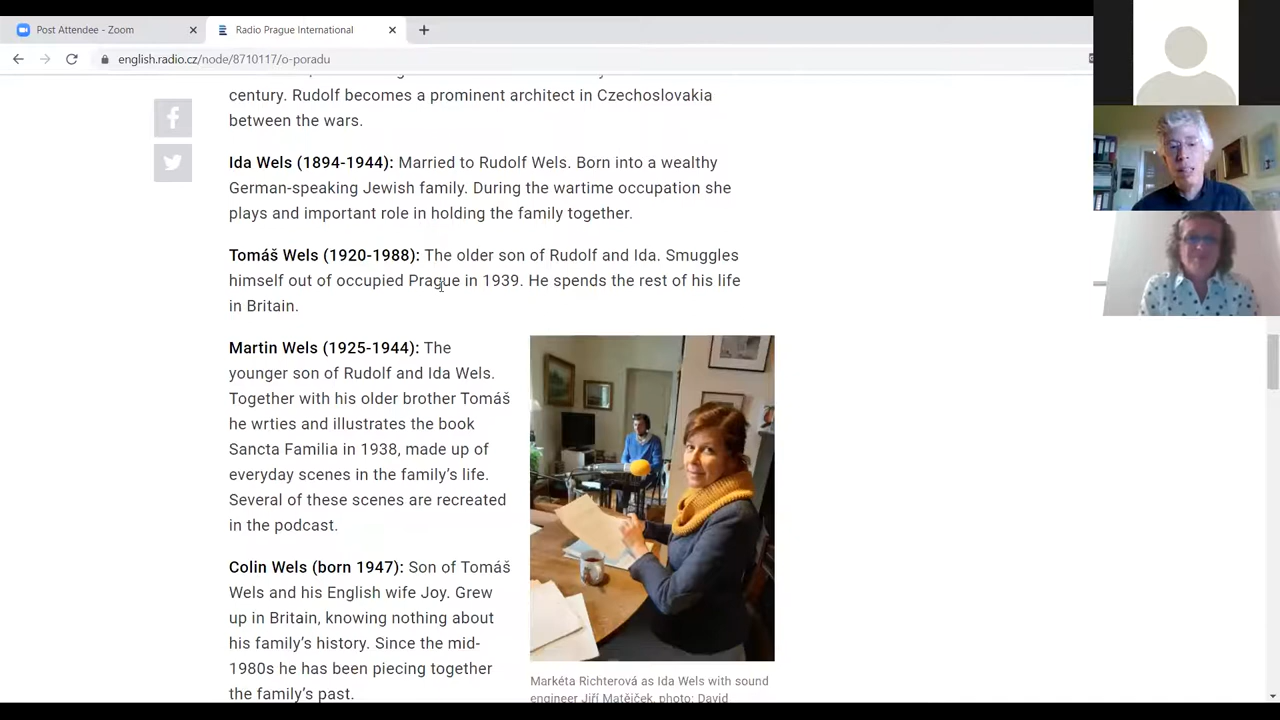 Post Attendee - Zoom
Radio Prague International
english.radio.cz/node/8710117/o-poradu
century. Rudolf becomes a prominent architect in Czechoslovakia
between the wars.
Ida Wels (1894-1944): Married to Rudolf Wels. Born into a wealthy
German-speaking Jewish family. During the wartime occupation she
plays and important role in holding the family together.
Tomáš Wels (1920-1988): The older son of Rudolf and Ida. Smuggles
himself out of occupied Prague in 1939. He spends the rest of his life
in Britain.
Martin Wels (1925-1944): The
younger son of Rudolf and Ida Wels.
Together with his older brother Tomáš
he wrties and illustrates the book
Sancta Familia in 1938, made up of
everyday scenes in the family's life.
Several of these scenes are recreated
in the podcast.
Colin Wels (born 1947): Son of Tomáš
Wels and his English wife Joy. Grew
up in Britain, knowing nothing about
his family's history. Since the mid-
1980s he has been piecing together
the family's past.
Markéta Richterová as Ida Wels with sound
engineer Jiří Matějíček, photo: David